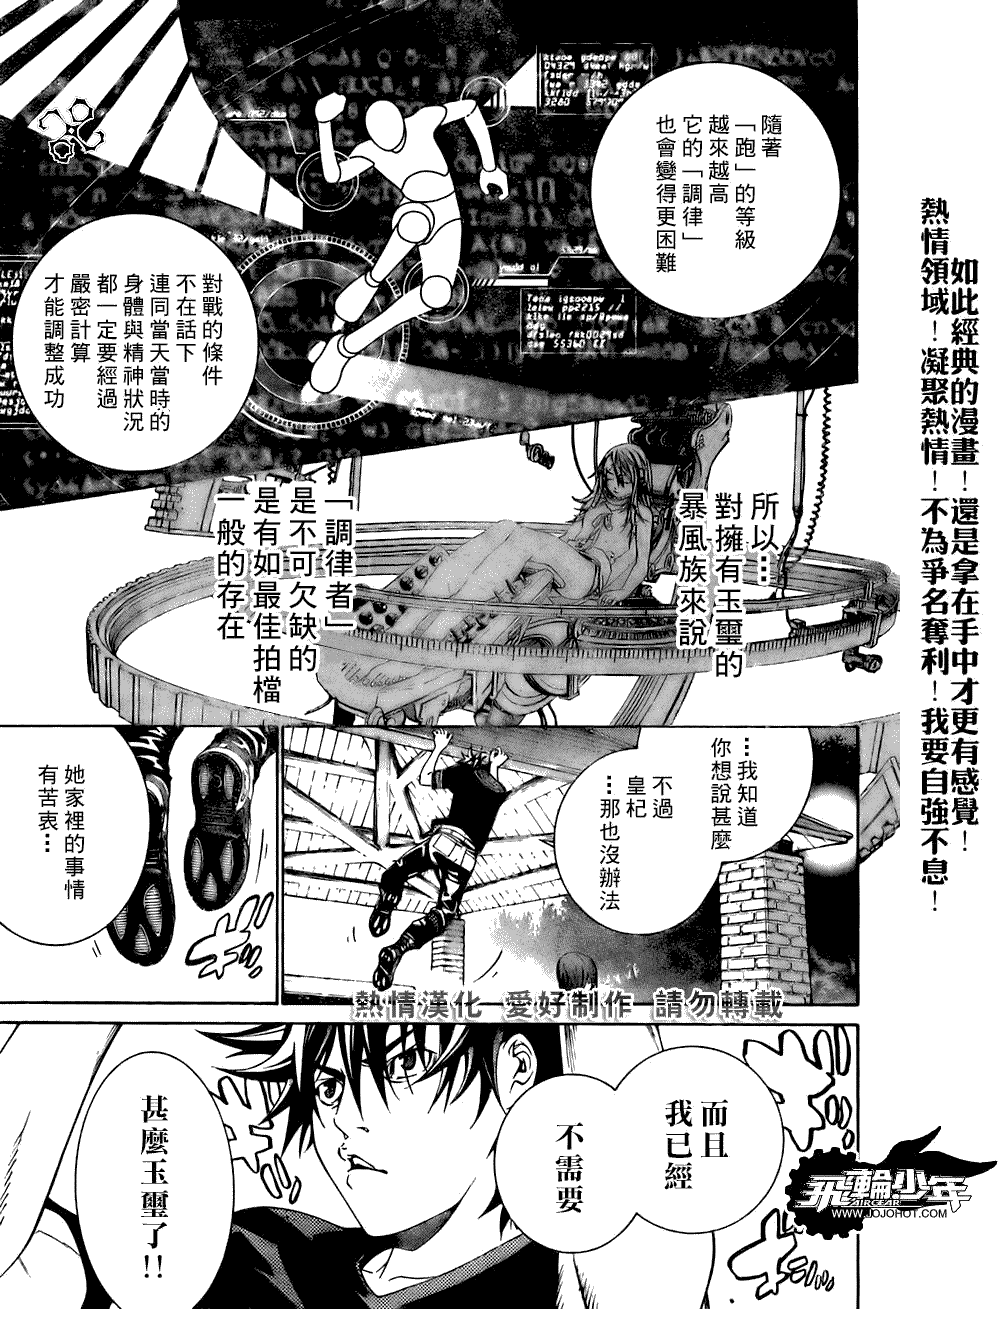 隨著
「跑」的等級
越來越高
它的「調律」
也會變得更困難
對戰的條件
不在話下
連同當天當時的
身體與精神狀況
都一定要經過
嚴密計算
才能調整成功
所以…
對擁有玉璽的
暴風族來說
「調律者」
是不可欠缺的
是有如最佳拍檔
一般的存在
…我知道
你想說甚麼
不過
皇杞
…那也沒辦法
她家裡的事情
有苦衷…
熱情漢化 愛好制作 請勿轉載
而且
我已經
不需要
甚麼玉璽了!!
如此經典的漫畫！還是拿在手中才更有感覺！
熱情領域！凝聚熱情！不為爭名奪利！我要自強不息！
飛輪少年
AIRGEAR
WWW.JOJOHOT.COM